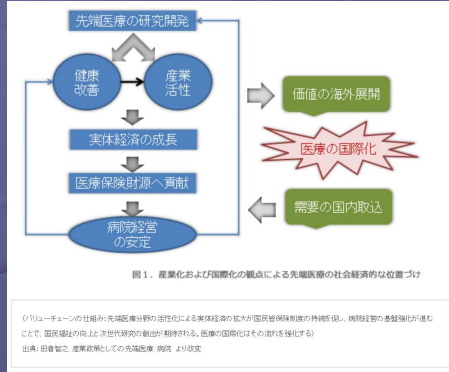 先端医療の研究開発
健康
改善
産業
活性
価値の海外展開
実体経済の成長
医療の国際化
医療保険財源へ貢献
需要の国内取込
病院経営
の安定
図1. 産業化および国際化の観点による先端医療の社会経済的な位置づけ
(バリューチェーンの仕組み:先端医療分野の活性化による実体経済の拡大が国民皆保険制度の持続を促し、病院経営の基盤強化が進む
ことで、国民福祉の向上と次世代研究の創出が期待される。医療の国際化はその流れを強化する)
出典: 田倉智之. 産業政策としての先端医療. 病院 より改変